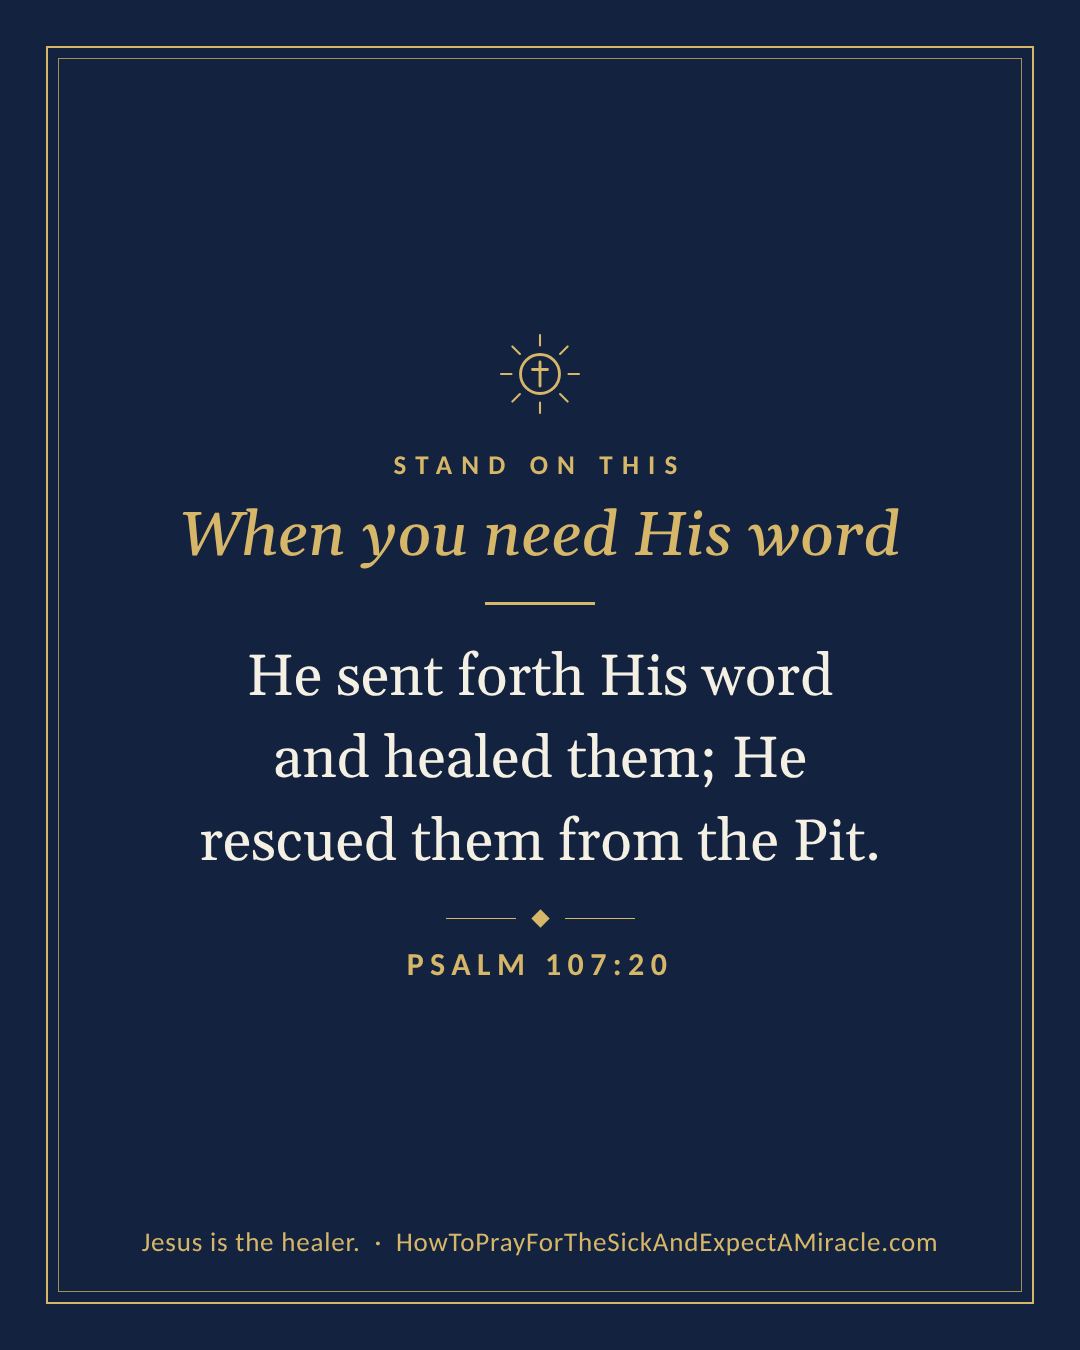 STAND ON THIS
When you need His word
He sent forth His word
and healed them; He
rescued them from the Pit.
PSALM 107:20
Jesus is the healer. · HowToPrayForTheSickAndExpectAMiracle.com